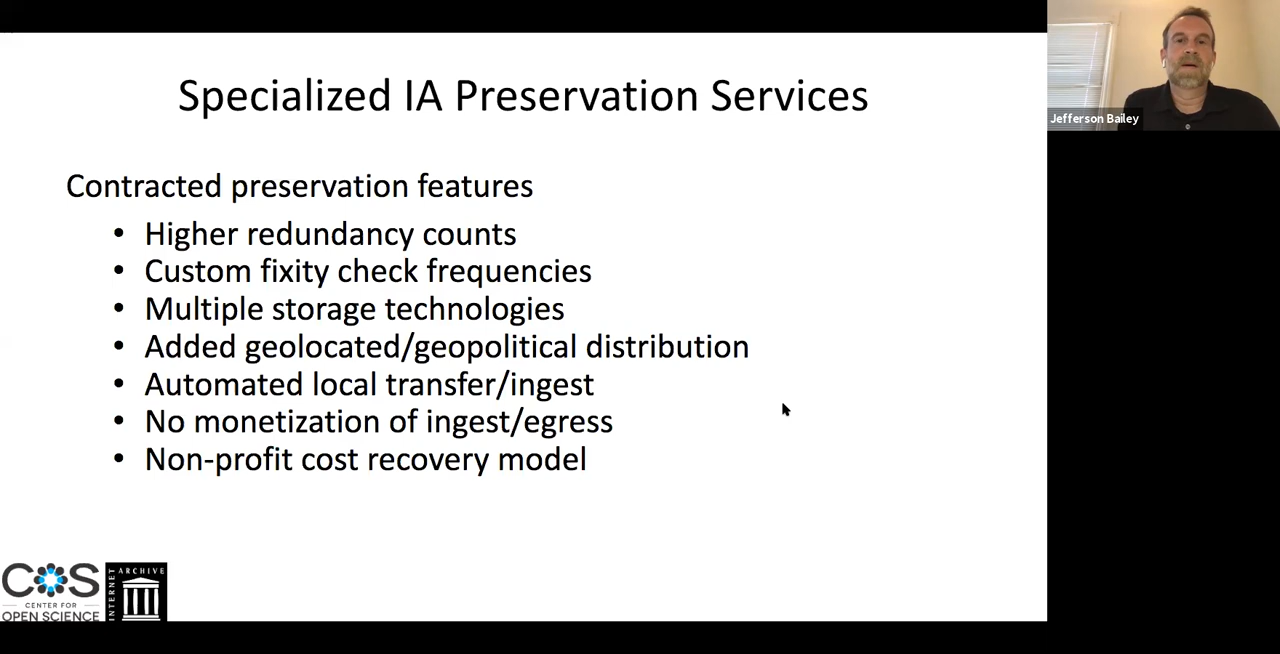 Specialized IA Preservation Services
Jefferson Bailey
Contracted preservation features
• Higher redundancy counts
• Custom fixity check frequencies
• Multiple storage technologies
• Added geolocated/geopolitical distribution
• Automated local transfer/ingest
• No monetization of ingest/egress
• Non-profit cost recovery model
COS
CENTER FOR
OPEN SCIENCE
INTERNET
ARCHIVE